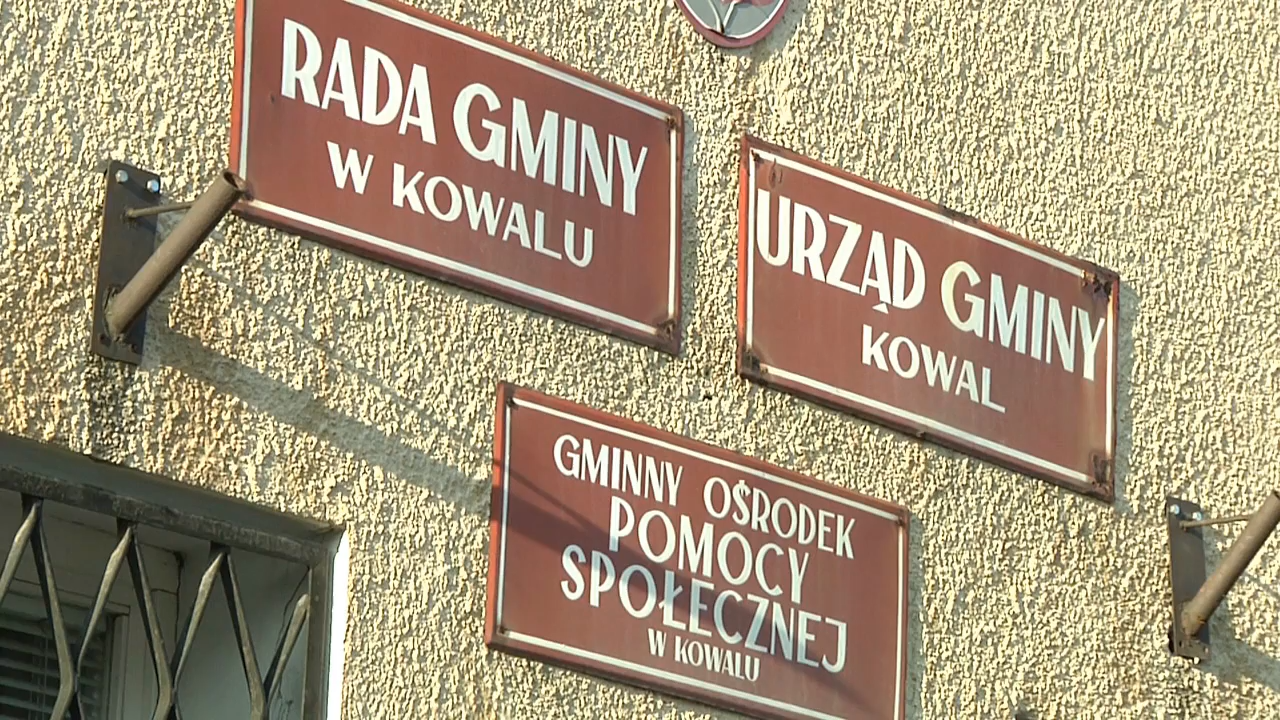 RADA GMINY
W KOWALU
URZĄD GMINY
KOWAL
GMINNY OŚRODEK
POMOCY
SPOŁECZNEJ
W KOWALU